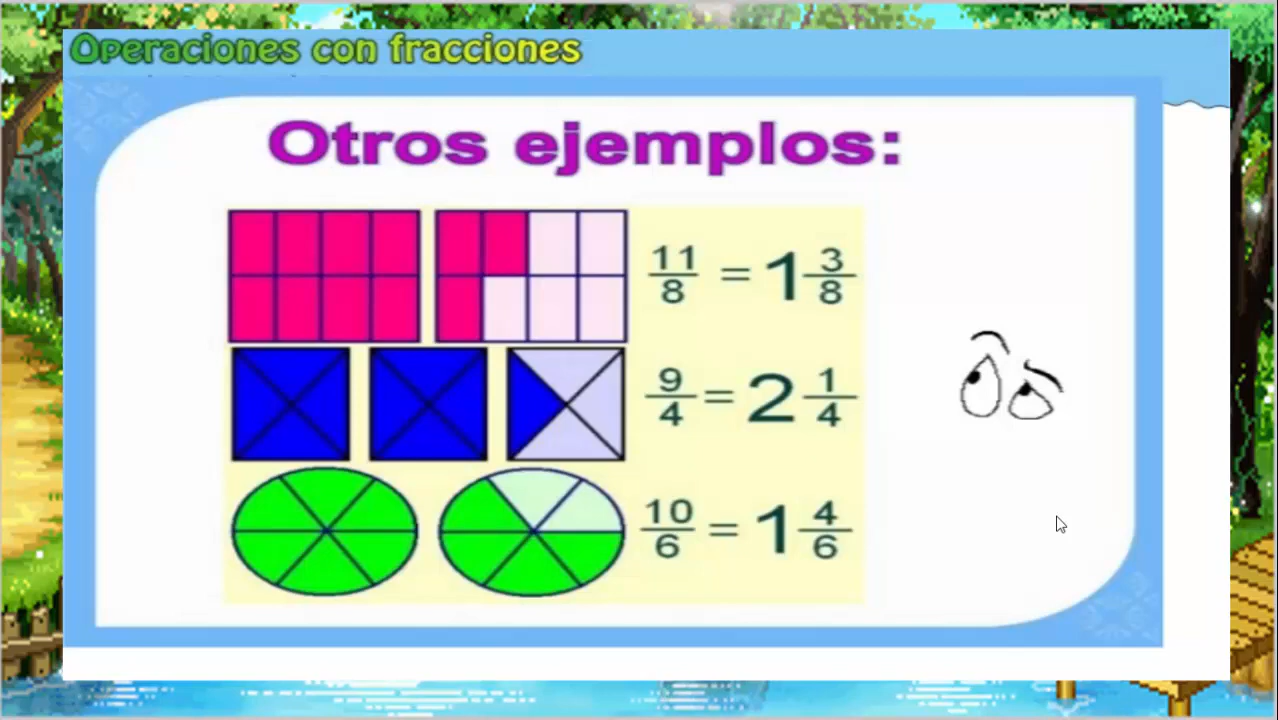 Operaciones con fracciones
Otros ejemplos:
11/8 = 1 3/8
9/4 = 2 1/4
10/6 = 1 4/6